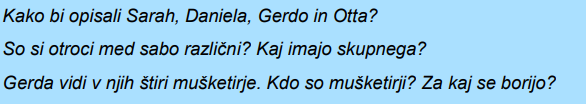 Kako bi opisali Sarah, Daniela, Gerdo in Otta?
So si otroci med sabo različni? Kaj imajo skupnega?
Gerda vidi v njih štiri mušketirje. Kdo so mušketirji? Za kaj se borijo?